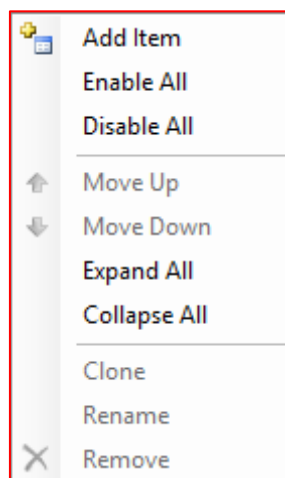 Add Item
Enable All
Disable All
Move Up
Move Down
Expand All
Collapse All
Clone
Rename
Remove